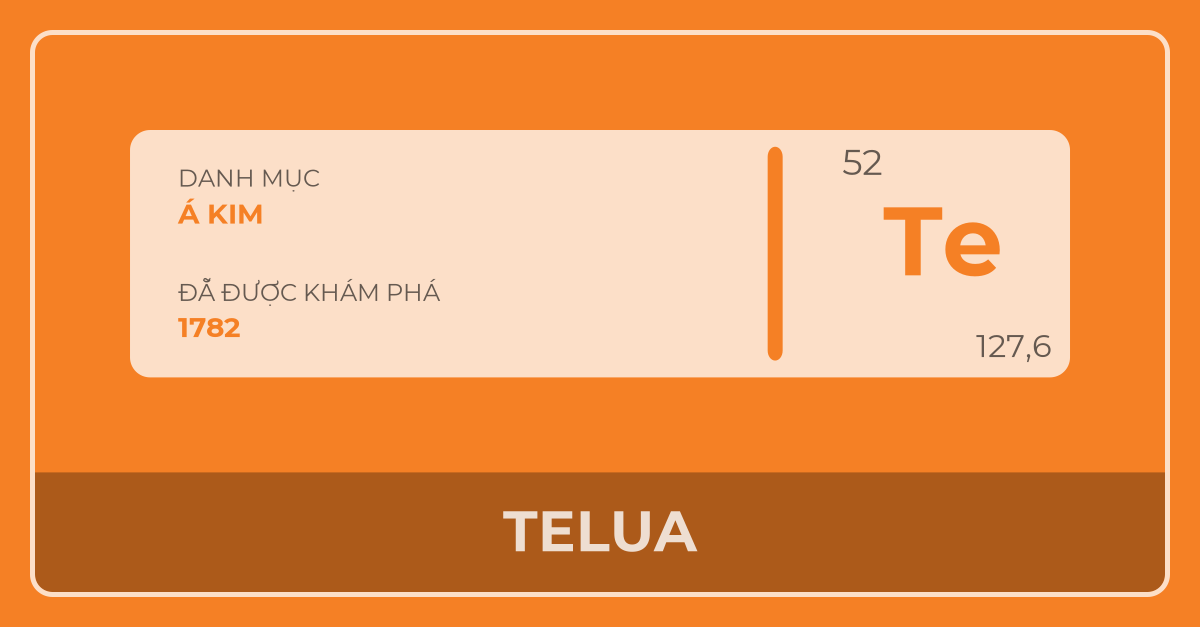 DANH MỤC
Á KIM
ĐÃ ĐƯỢC KHÁM PHÁ
1782
52
Te
127,6
TELUA